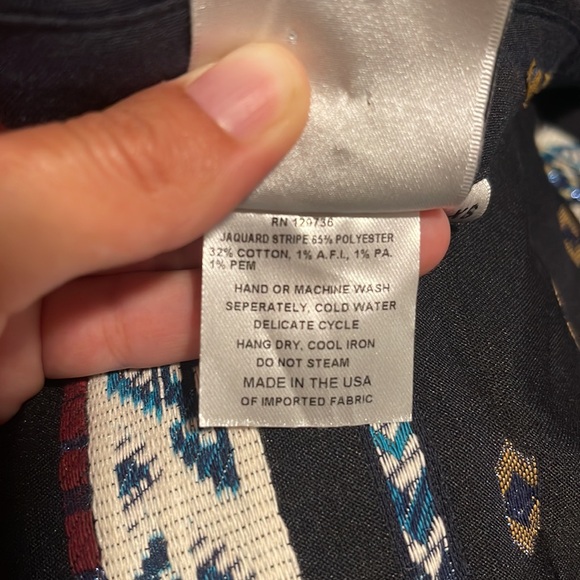 RN 129736
JAQUARD STRIPE 65% POLYESTER
32% COTTON, 1% A.F.I., 1% PA.
1% PEM
HAND OR MACHINE WASH
SEPERATELY, COLD WATER
DELICATE CYCLE
HANG DRY, COOL IRON
DO NOT STEAM
MADE IN THE USA
OF IMPORTED FABRIC